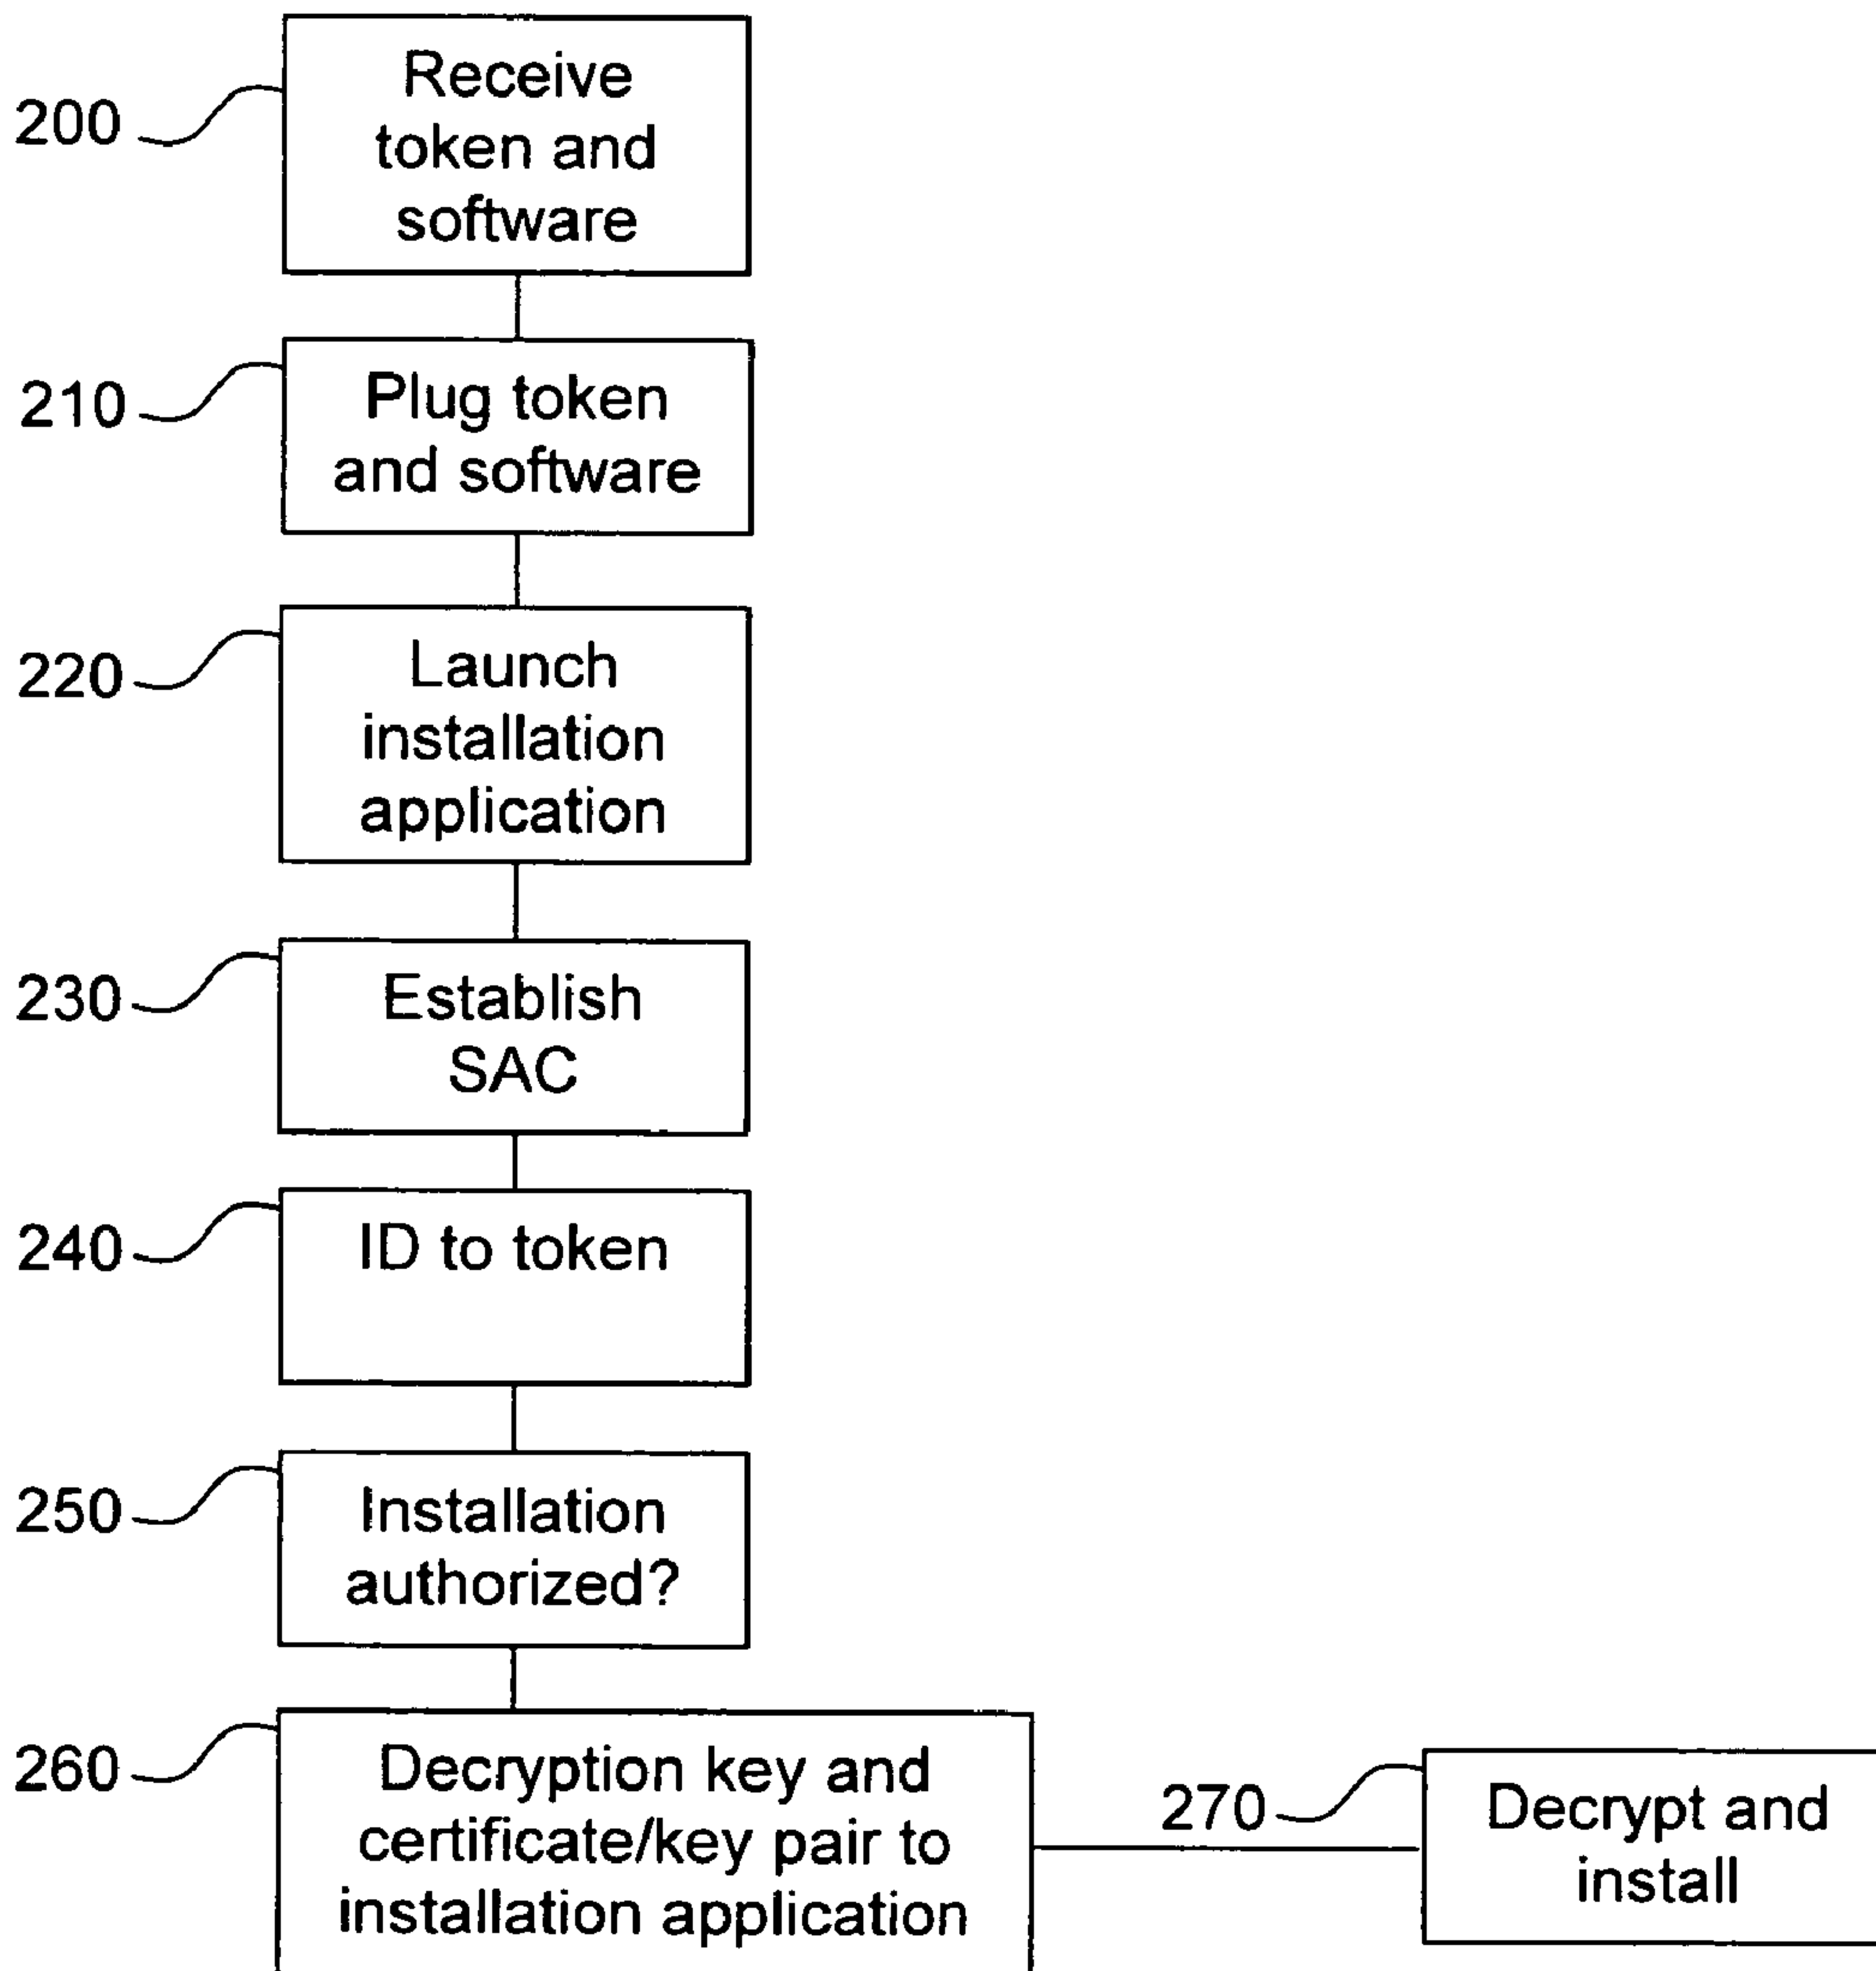 200
Receive
token and
software
210
Plug token
and software
220
Launch
installation
application
230
Establish
SAC
240
ID to token
250
Installation
authorized?
260
Decryption key and
certificate/key pair to
installation application
270
Decrypt and
install